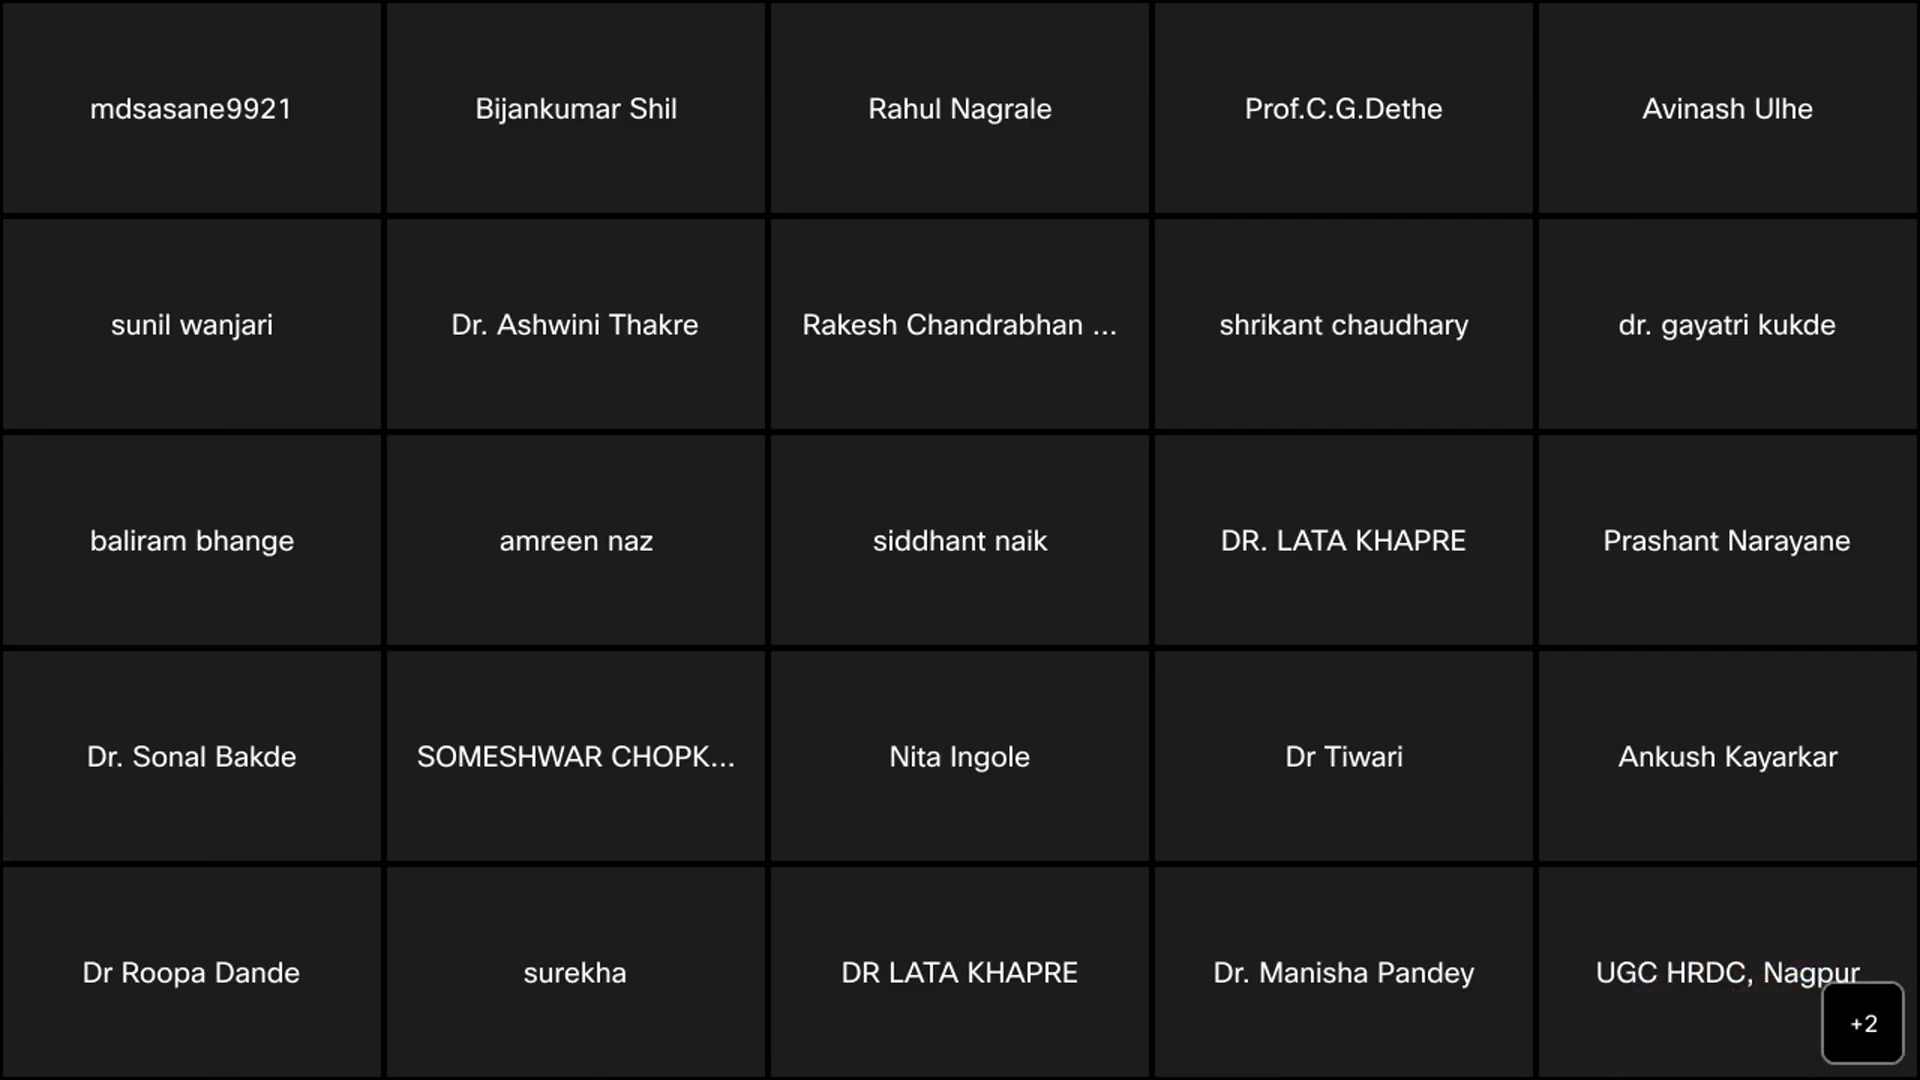 mdsasane9921
Bijankumar Shil
Rahul Nagrale
Prof.C.G.Dethe
Avinash Ulhe
sunil wanjari
Dr. Ashwini Thakre
Rakesh Chandrabhan ...
shrikant chaudhary
dr. gayatri kukde
baliram bhange
amreen naz
siddhant naik
DR. LATA KHAPRE
Prashant Narayane
Dr. Sonal Bakde
SOMESHWAR CHOPK...
Nita Ingole
Dr Tiwari
Ankush Kayarkar
Dr Roopa Dande
surekha
DR LATA KHAPRE
Dr. Manisha Pandey
UGC HRDC, Nagpur
+2